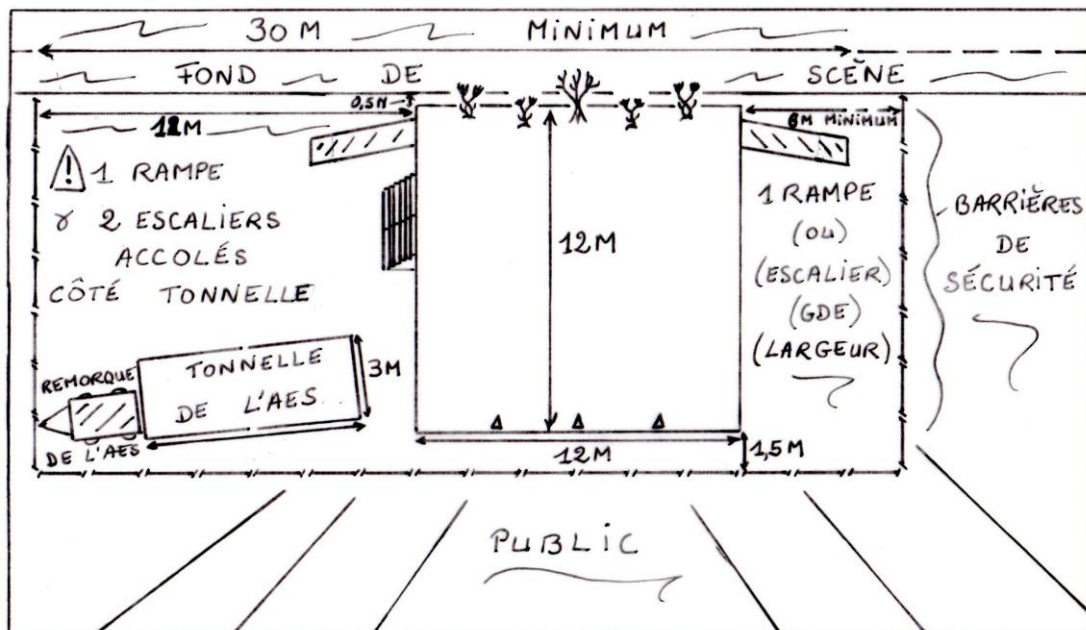 30 M MINIMUM
FOND DE SCÈNE
0,5M
12M
6M MINIMUM
⚠ 1 RAMPE
& 2 ESCALIERS
ACCOLÉS
CÔTÉ TONNELLE
12M
1 RAMPE
(OU)
(ESCALIER)
(GDE)
(LARGEUR)
BARRIÈRES
DE
SÉCURITÉ
REMORQUE
DE L'AES
TONNELLE
DE L'AES
3M
12M
1,5M
PUBLIC